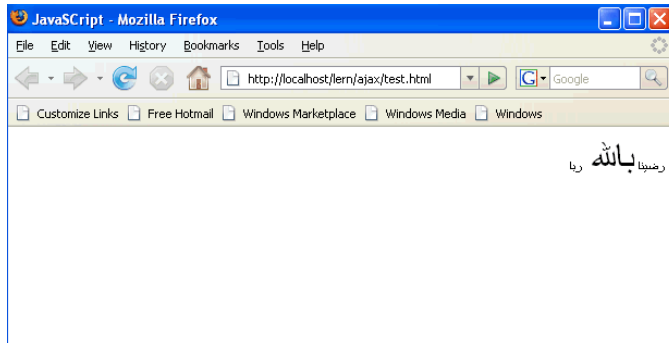 JavaSCript - Mozilla Firefox
File Edit View History Bookmarks Tools Help
http://localhost/lern/ajax/test.html G Google
Customize Links Free Hotmail Windows Marketplace Windows Media Windows
رضينا بالله ربا